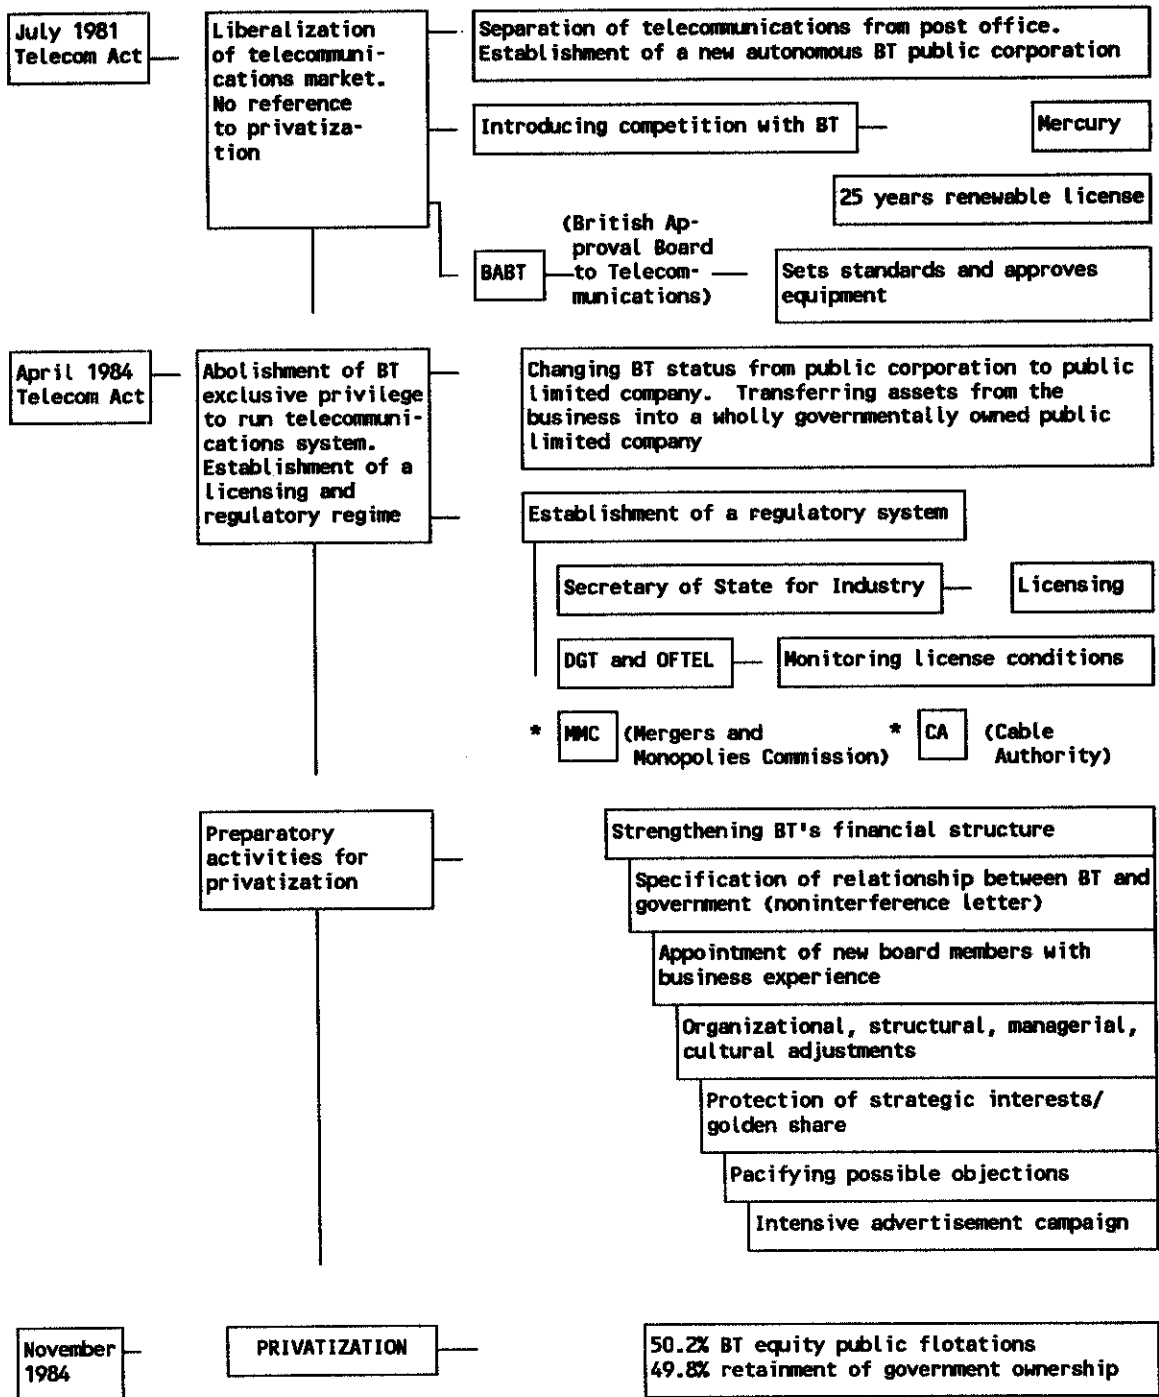 July 1981
Telecom Act
Liberalization
of telecommuni-
cations market.
No reference
to privatiza-
tion
Separation of telecommunications from post office.
Establishment of a new autonomous BT public corporation
Introducing competition with BT
Mercury
25 years renewable license
BABT
(British Ap-
proval Board
to Telecom-
munications)
Sets standards and approves
equipment
April 1984
Telecom Act
Abolishment of BT
exclusive privilege
to run telecommuni-
cations system.
Establishment of a
licensing and
regulatory regime
Changing BT status from public corporation to public
limited company. Transferring assets from the
business into a wholly governmentally owned public
limited company
Establishment of a regulatory system
Secretary of State for Industry
Licensing
DGT and OFTEL
Monitoring license conditions
* MMC (Mergers and
Monopolies Commission)
* CA (Cable
Authority)
Preparatory
activities for
privatization
Strengthening BT's financial structure
Specification of relationship between BT and
government (noninterference letter)
Appointment of new board members with
business experience
Organizational, structural, managerial,
cultural adjustments
Protection of strategic interests/
golden share
Pacifying possible objections
Intensive advertisement campaign
November
1984
PRIVATIZATION
50.2% BT equity public flotations
49.8% retainment of government ownership